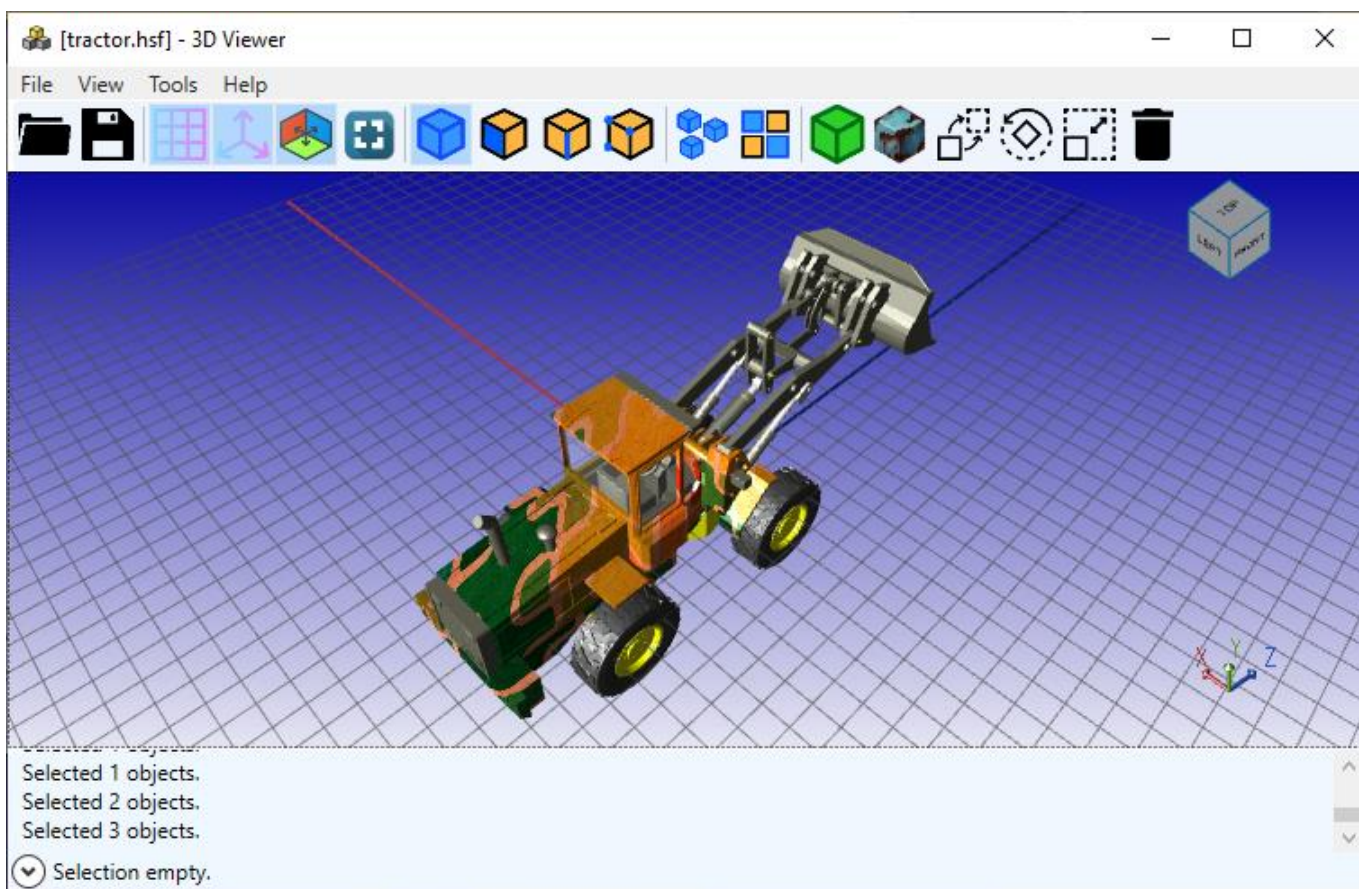 [tractor.hsf] - 3D Viewer
File View Tools Help
TOP
LEFT FRONT
X Y Z
Selected 1 objects.
Selected 2 objects.
Selected 3 objects.
Selection empty.